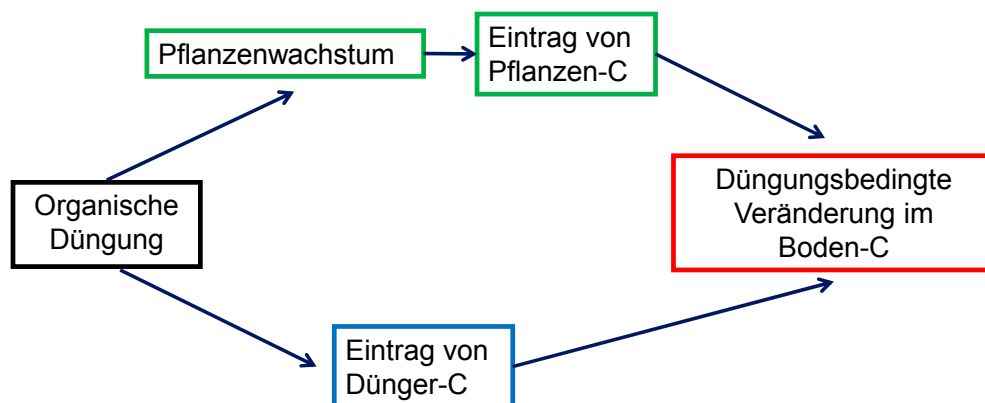 Pflanzenwachstum
Eintrag von
Pflanzen-C
Organische
Düngung
Düngungsbedingte
Veränderung im
Boden-C
Eintrag von
Dünger-C